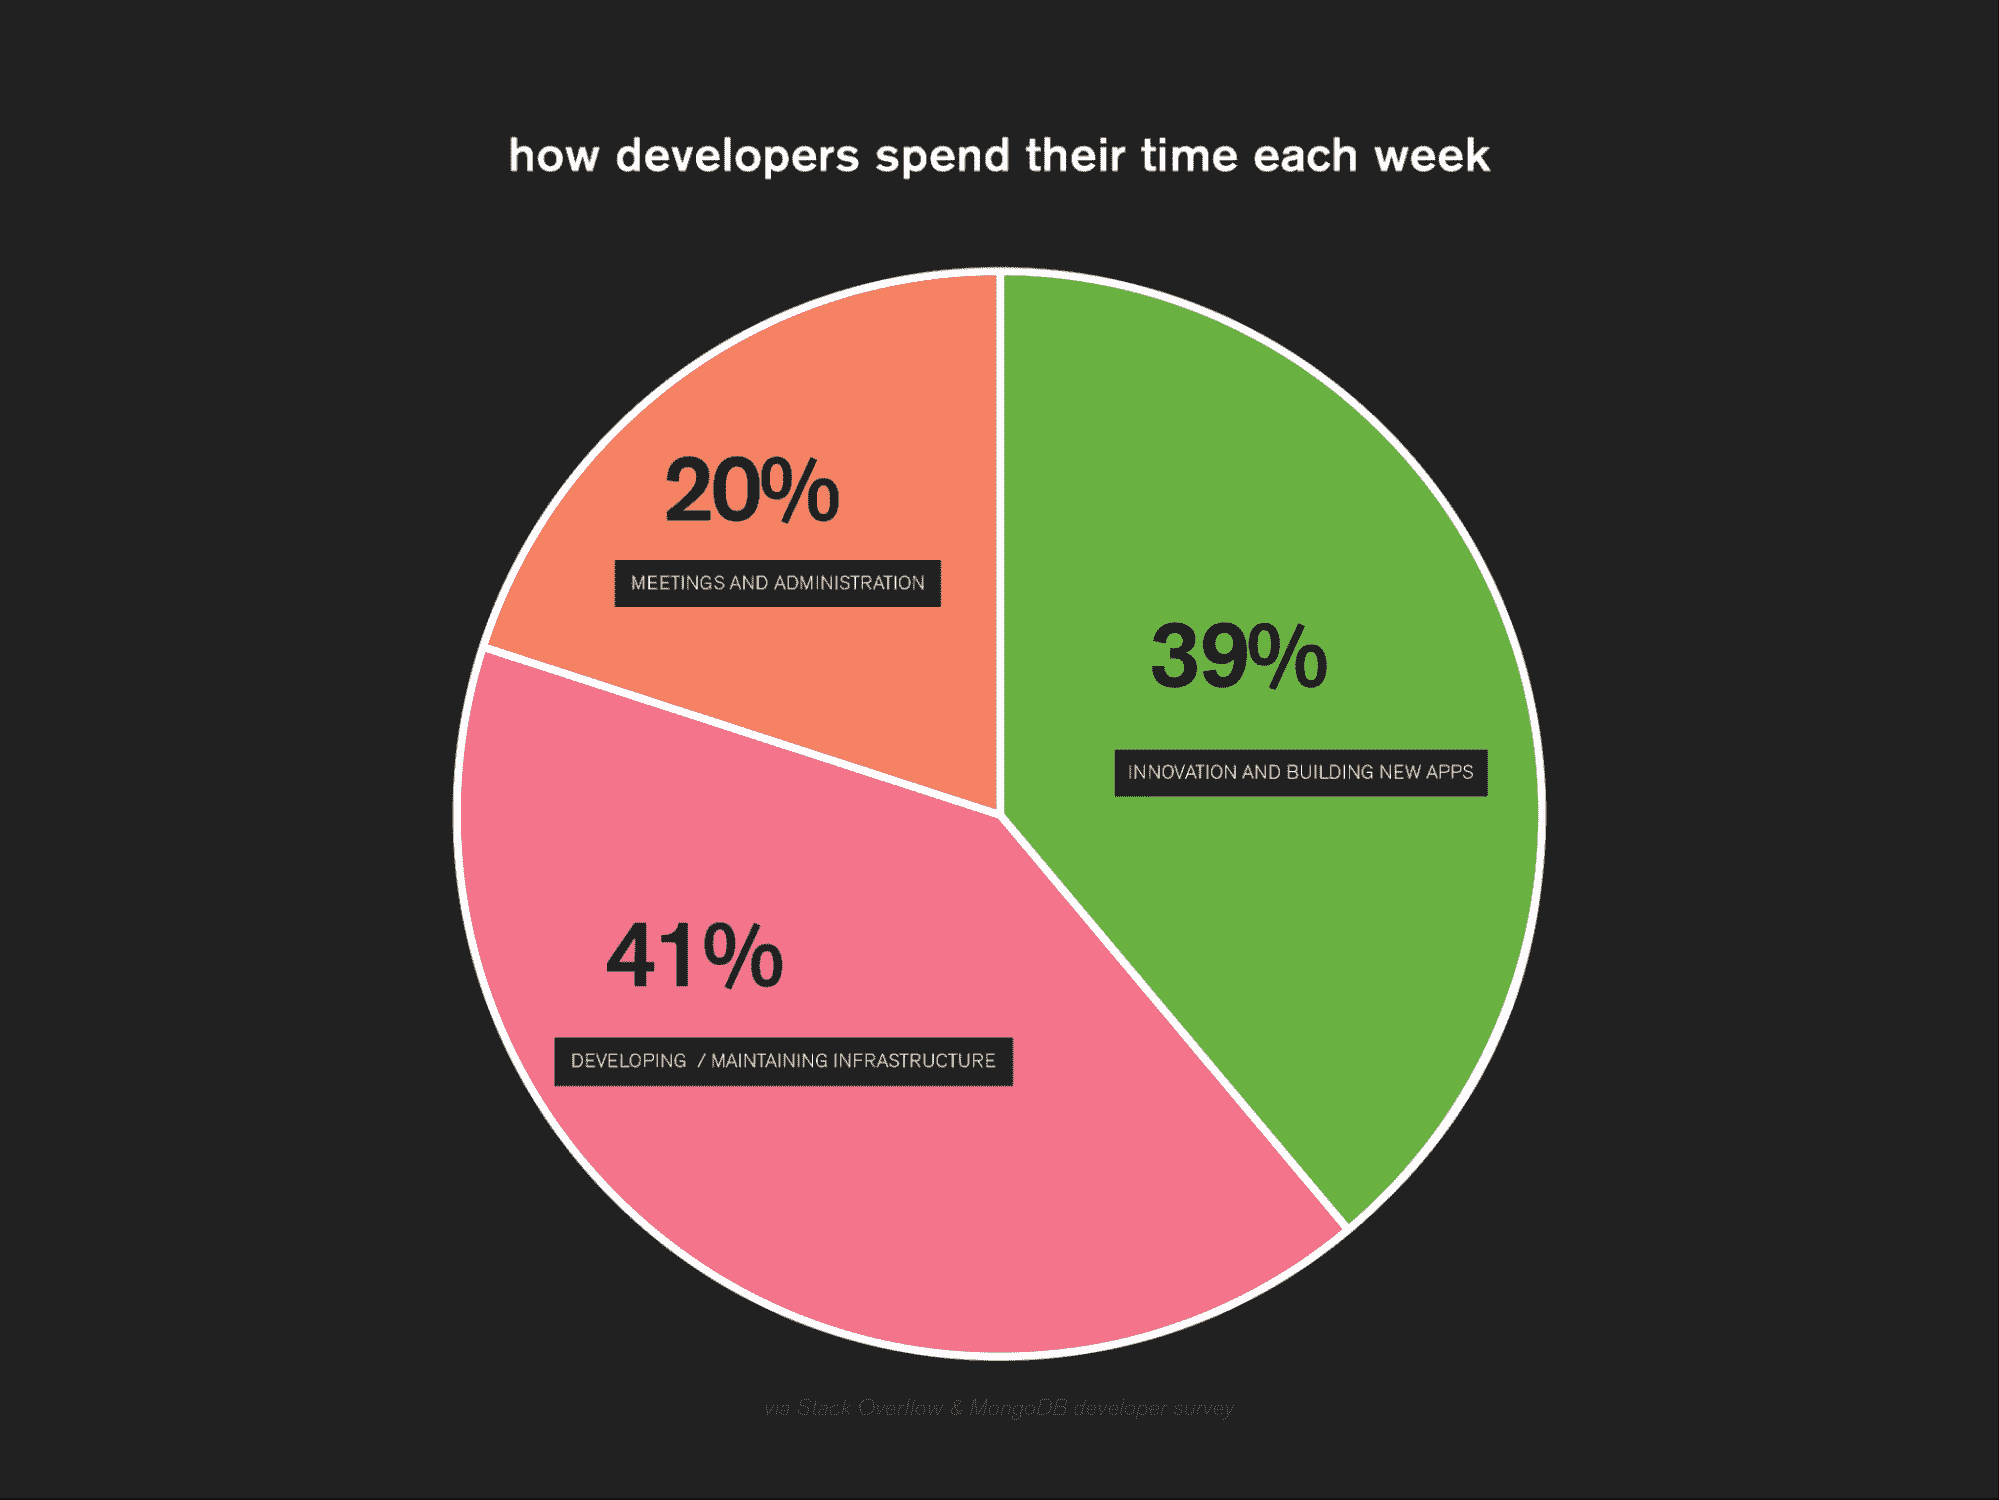 how developers spend their time each week
20%
MEETINGS AND ADMINISTRATION
39%
INNOVATION AND BUILDING NEW APPS
41%
DEVELOPING / MAINTAINING INFRASTRUCTURE
via Stack Overflow & MongoDB developer survey